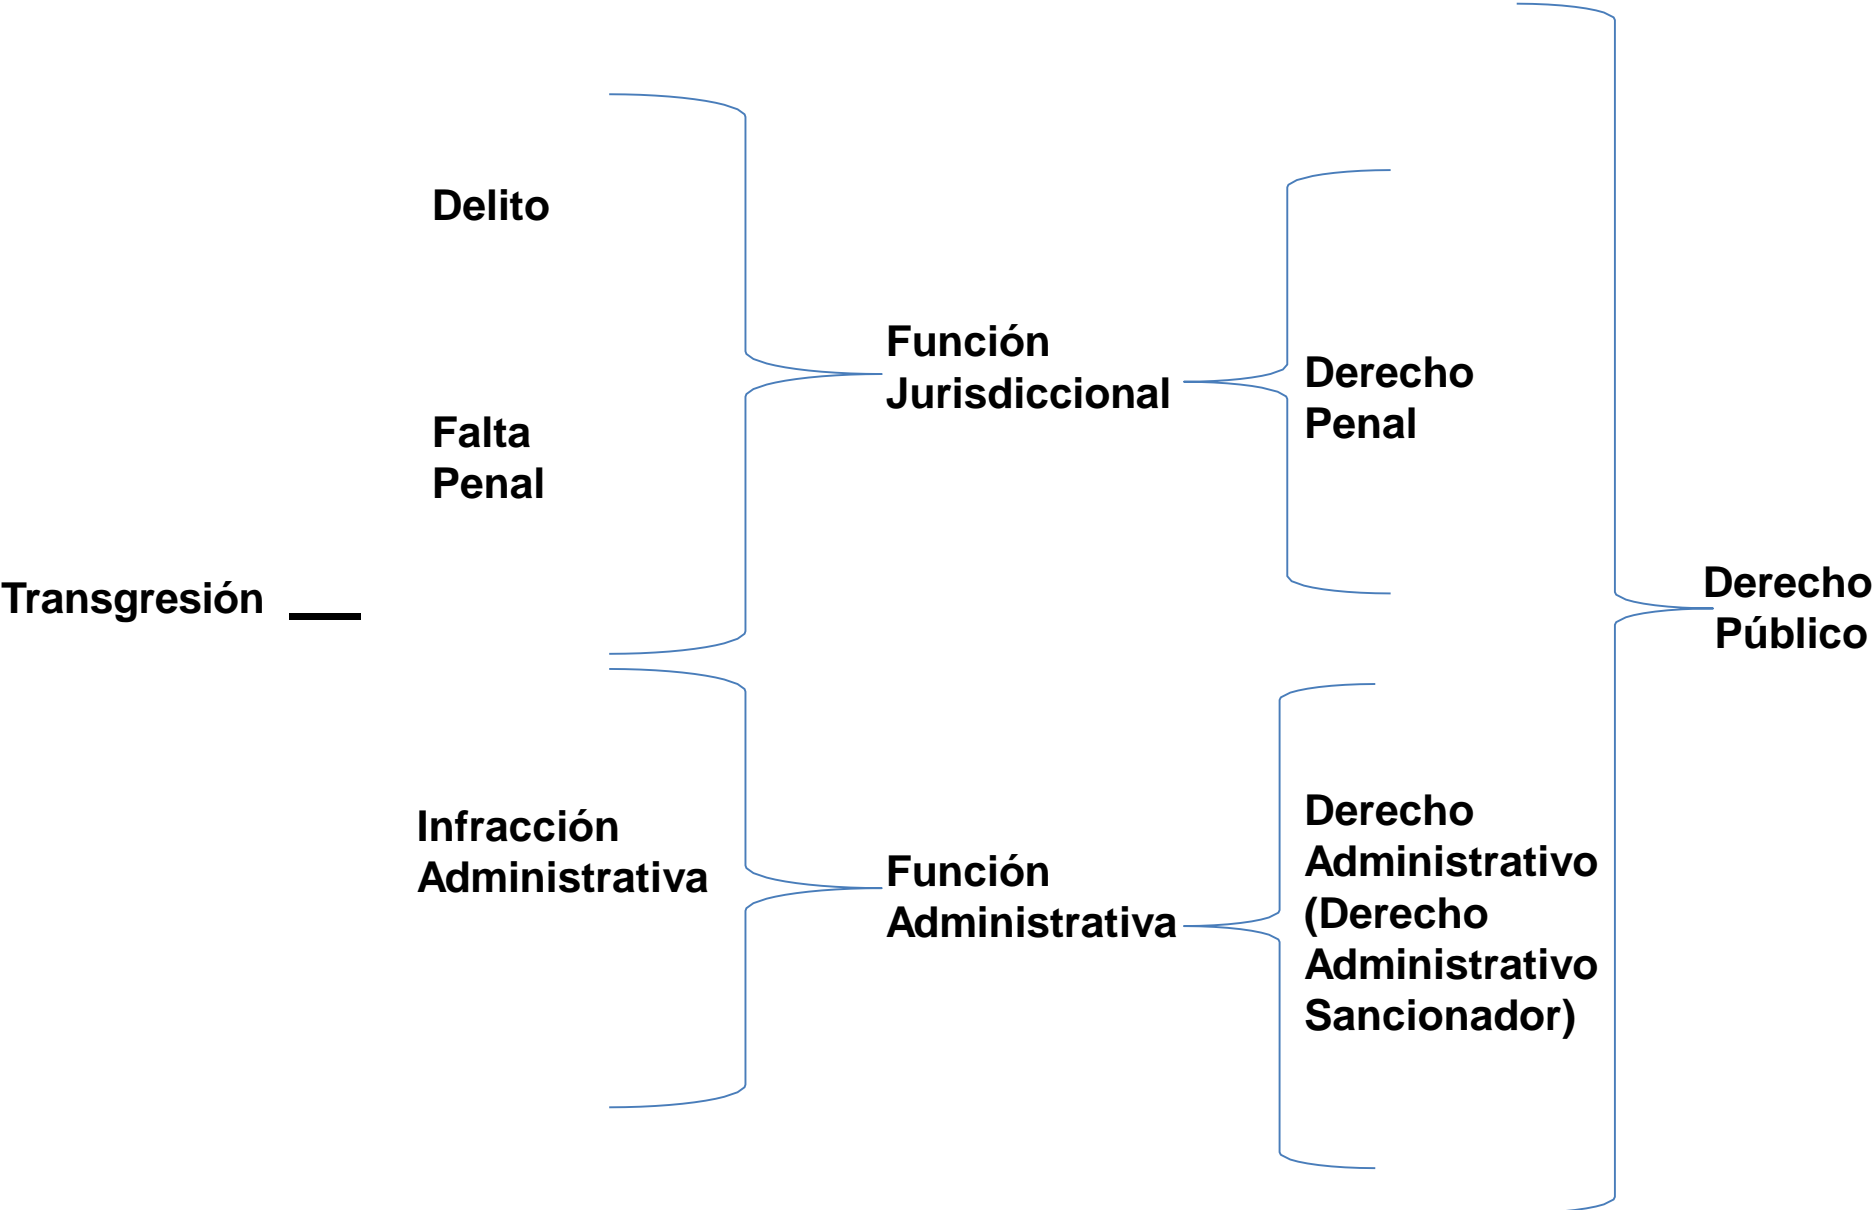 Transgresión
Delito
Falta
Penal
Infracción
Administrativa
Función
Jurisdiccional
Función
Administrativa
Derecho
Penal
Derecho
Administrativo
(Derecho
Administrativo
Sancionador)
Derecho
Público